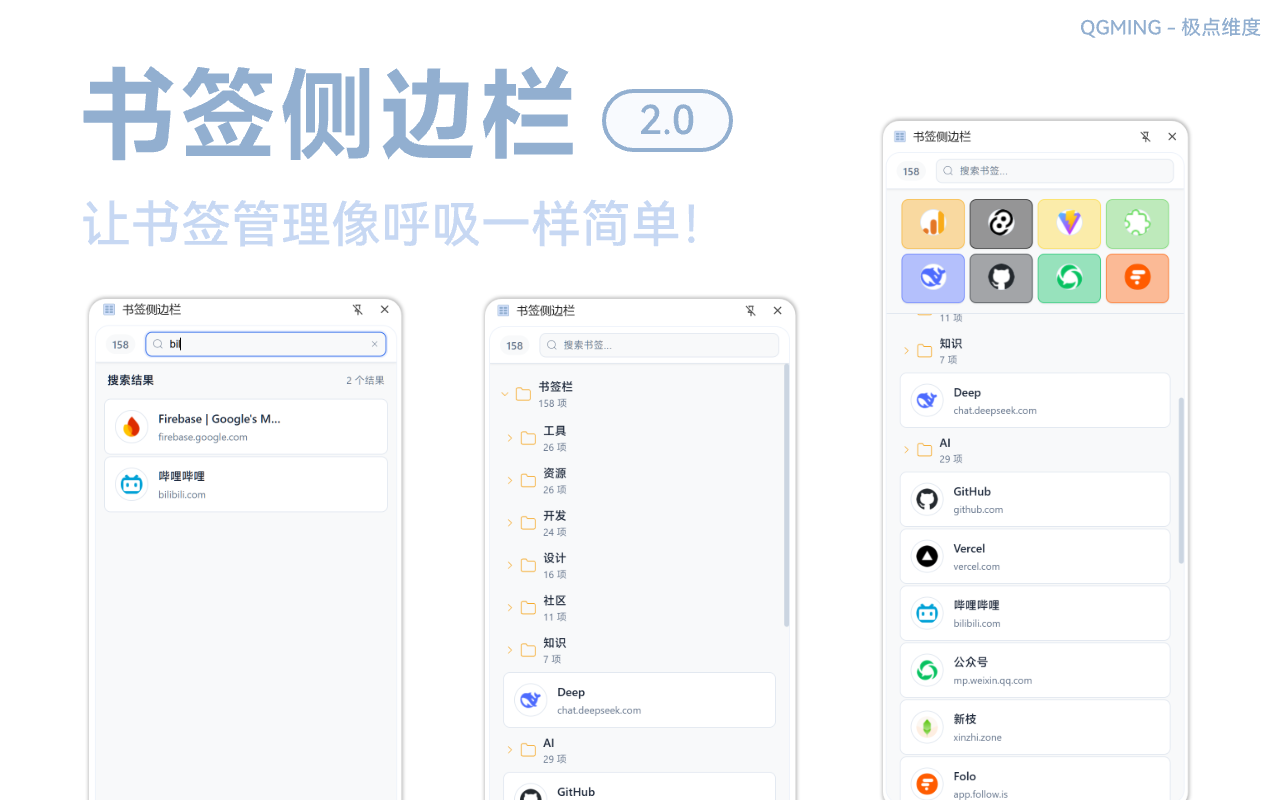 QGMING - 极点维度
书签侧边栏 2.0
让书签管理像呼吸一样简单!
书签侧边栏
158 bil
搜索结果 2 个结果
Firebase | Google's M...
firebase.google.com
哔哩哔哩
bilibili.com
书签侧边栏
158 搜索书签...
书签栏
158 项
工具
26 项
资源
26 项
开发
24 项
设计
16 项
社区
11 项
知识
7 项
Deep
chat.deepseek.com
AI
29 项
GitHub
书签侧边栏
158 搜索书签...
11 项
知识
7 项
Deep
chat.deepseek.com
AI
29 项
GitHub
github.com
Vercel
vercel.com
哔哩哔哩
bilibili.com
公众号
mp.weixin.qq.com
新枝
xinzhi.zone
Folo
app.follow.is